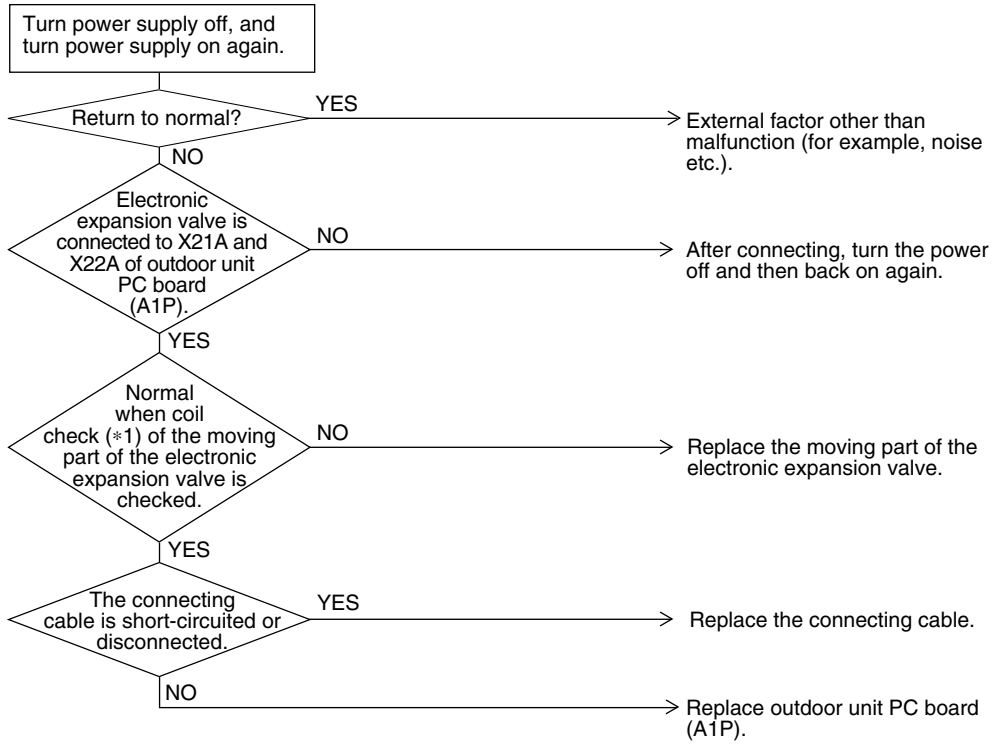 Turn power supply off, and
turn power supply on again.
Return to normal?
YES
External factor other than
malfunction (for example, noise
etc.).
NO
Electronic
expansion valve is
connected to X21A and
X22A of outdoor unit
PC board
(A1P).
NO
After connecting, turn the power
off and then back on again.
YES
Normal
when coil
check (*1) of the moving
part of the electronic
expansion valve is
checked.
NO
Replace the moving part of the
electronic expansion valve.
YES
The connecting
cable is short-circuited or
disconnected.
YES
Replace the connecting cable.
NO
Replace outdoor unit PC board
(A1P).